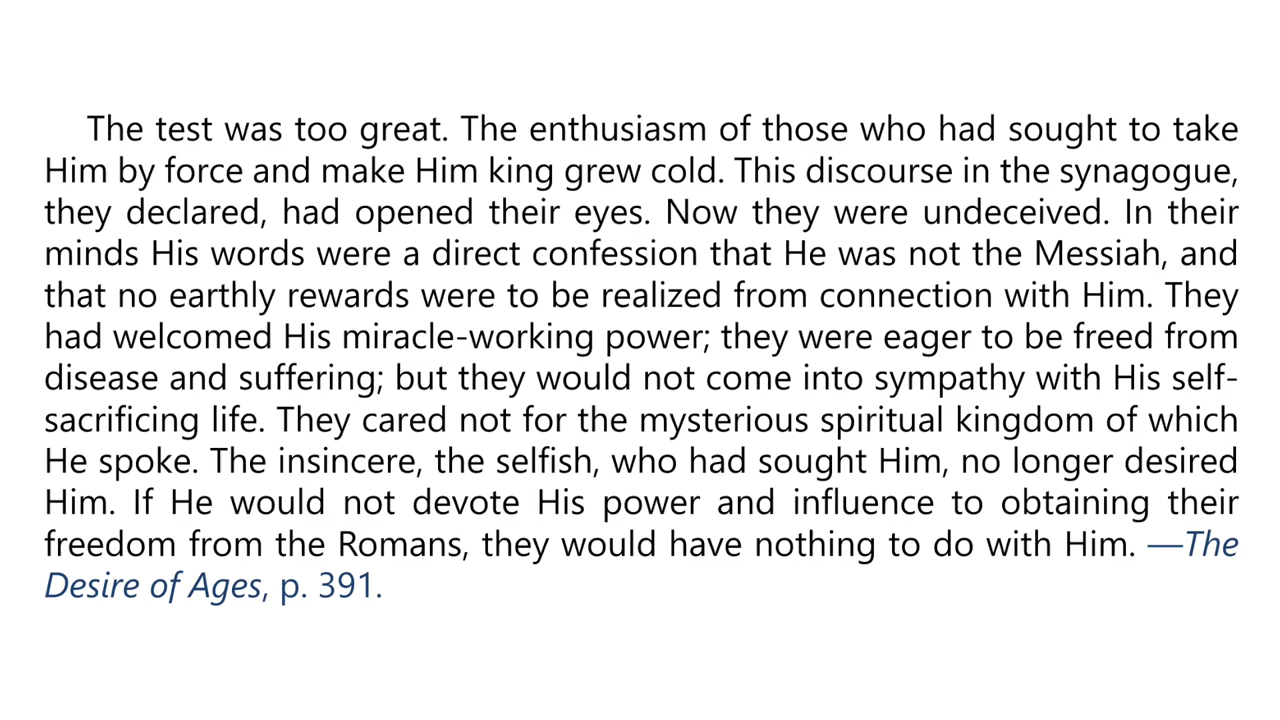 The test was too great. The enthusiasm of those who had sought to take
Him by force and make Him king grew cold. This discourse in the synagogue,
they declared, had opened their eyes. Now they were undeceived. In their
minds His words were a direct confession that He was not the Messiah, and
that no earthly rewards were to be realized from connection with Him. They
had welcomed His miracle-working power; they were eager to be freed from
disease and suffering; but they would not come into sympathy with His self-
sacrificing life. They cared not for the mysterious spiritual kingdom of which
He spoke. The insincere, the selfish, who had sought Him, no longer desired
Him. If He would not devote His power and influence to obtaining their
freedom from the Romans, they would have nothing to do with Him. —The
Desire of Ages, p. 391.